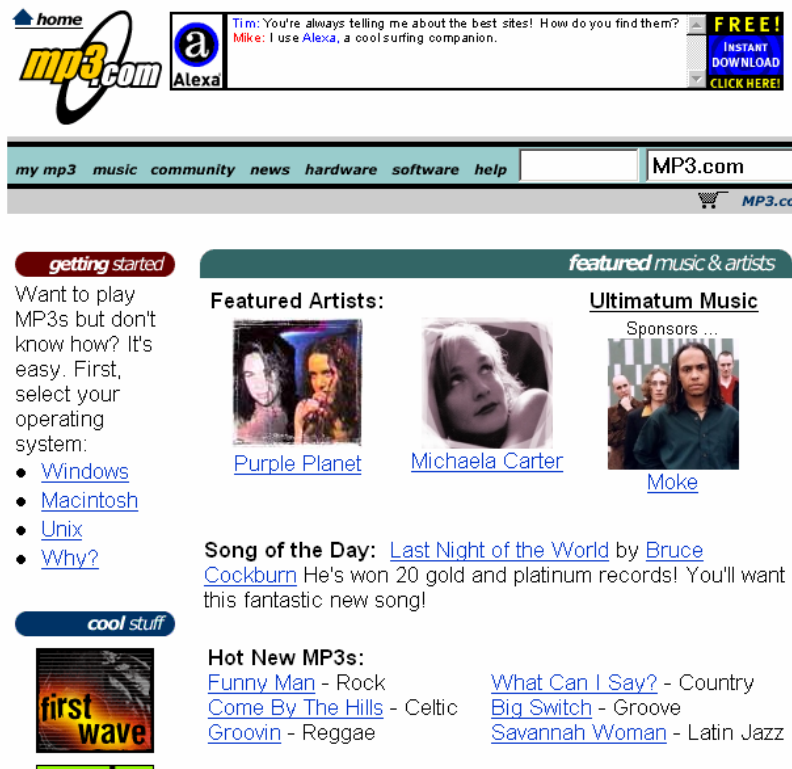 home
mp3.com
Alexa
Tim: You're always telling me about the best sites! How do you find them?
Mike: I use Alexa, a cool surfing companion.
FREE!
INSTANT
DOWNLOAD
CLICK HERE!
my mp3 music community news hardware software help
MP3.com
MP3.co
getting started
Want to play
MP3s but don't
know how? It's
easy. First,
select your
operating
system:
Windows
Macintosh
Unix
Why?
cool stuff
first
wave
featured music & artists
Featured Artists:
Purple Planet
Michaela Carter
Ultimatum Music
Sponsors ...
Moke
Song of the Day: Last Night of the World by Bruce
Cockburn He's won 20 gold and platinum records! You'll want
this fantastic new song!
Hot New MP3s:
Funny Man - Rock
Come By The Hills - Celtic
Groovin - Reggae
What Can I Say? - Country
Big Switch - Groove
Savannah Woman - Latin Jazz